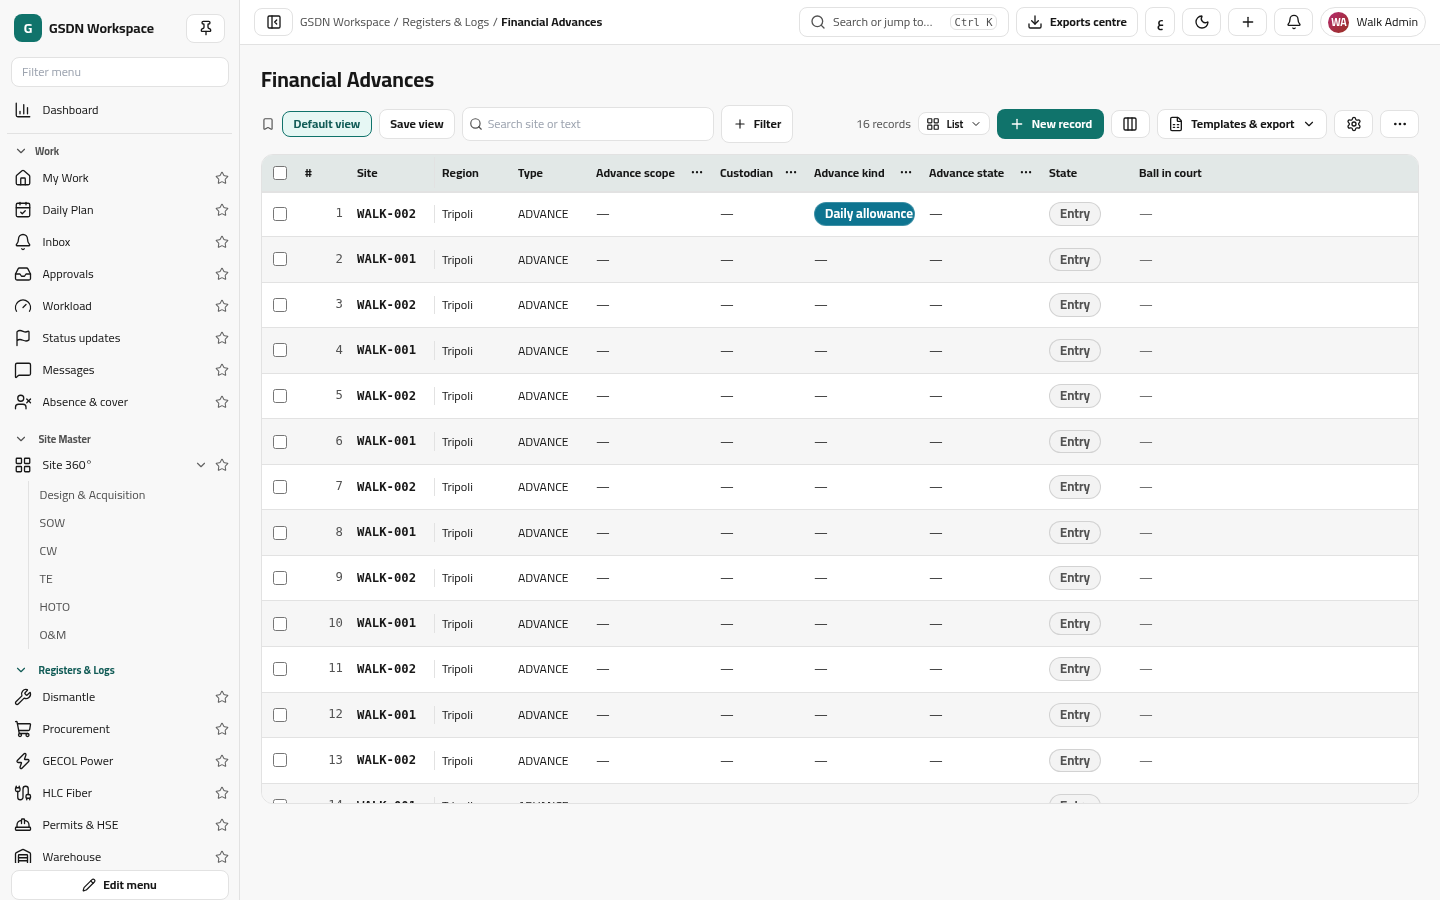 G GSDN Workspace
Filter menu
Dashboard
Work
My Work
Daily Plan
Inbox
Approvals
Workload
Status updates
Messages
Absence & cover
Site Master
Site 360°
Design & Acquisition
SOW
CW
TE
HOTO
O&M
Registers & Logs
Dismantle
Procurement
GECOL Power
HLC Fiber
Permits & HSE
Warehouse
Edit menu
GSDN Workspace / Registers & Logs / Financial Advances
Search or jump to... Ctrl K
Exports centre
ع
WA Walk Admin
Financial Advances
Default view Save view Search site or text Filter 16 records List New record Templates & export
# Site Region Type Advance scope ··· Custodian ··· Advance kind ··· Advance state ··· State Ball in court
1 WALK-002 Tripoli ADVANCE — — Daily allowance — Entry —
2 WALK-001 Tripoli ADVANCE — — — — Entry —
3 WALK-002 Tripoli ADVANCE — — — — Entry —
4 WALK-001 Tripoli ADVANCE — — — — Entry —
5 WALK-002 Tripoli ADVANCE — — — — Entry —
6 WALK-001 Tripoli ADVANCE — — — — Entry —
7 WALK-002 Tripoli ADVANCE — — — — Entry —
8 WALK-001 Tripoli ADVANCE — — — — Entry —
9 WALK-002 Tripoli ADVANCE — — — — Entry —
10 WALK-001 Tripoli ADVANCE — — — — Entry —
11 WALK-002 Tripoli ADVANCE — — — — Entry —
12 WALK-001 Tripoli ADVANCE — — — — Entry —
13 WALK-002 Tripoli ADVANCE — — — — Entry —